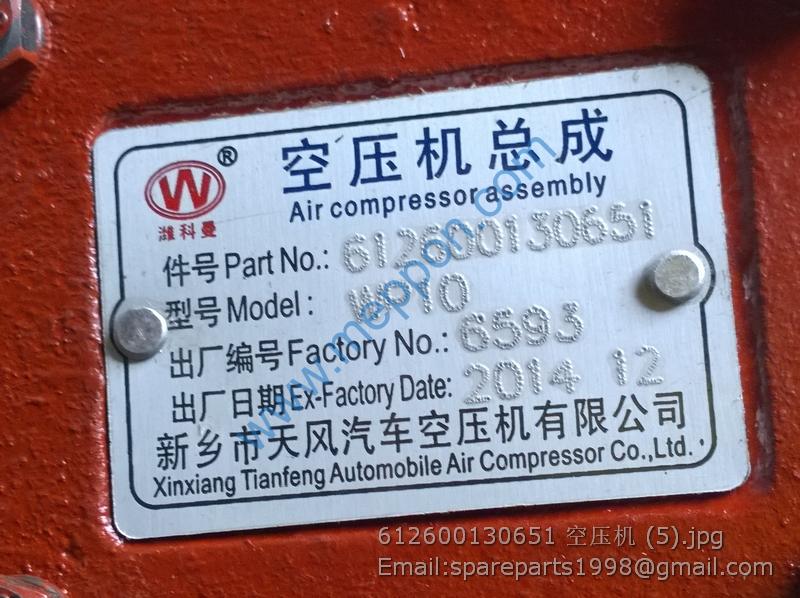 W ®
潍科曼
空压机总成
Air compressor assembly
件号 Part No.: 612600130651
型号 Model: WP10
出厂编号 Factory No.: 6593
出厂日期 Ex-Factory Date: 2014 12
新乡市天风汽车空压机有限公司
Xinxiang Tianfeng Automobile Air Compressor Co.,Ltd.
www.meppon.com
612600130651 空压机 (5).jpg
Email:spareparts1998@gmail.com